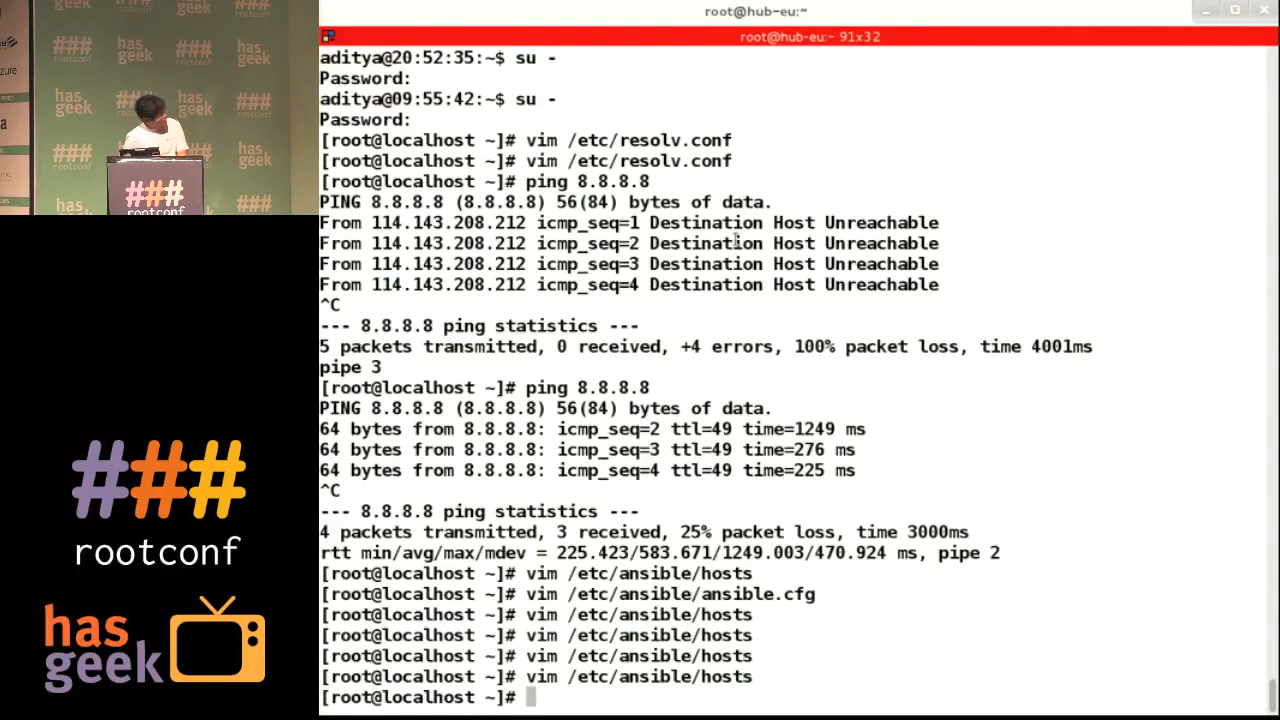 root@hub-eu:~
root@hub-eu:~ 91x32
aditya@20:52:35:~$ su -
Password:
aditya@09:55:42:~$ su -
Password:
[root@localhost ~]# vim /etc/resolv.conf
[root@localhost ~]# vim /etc/resolv.conf
[root@localhost ~]# ping 8.8.8.8
PING 8.8.8.8 (8.8.8.8) 56(84) bytes of data.
From 114.143.208.212 icmp_seq=1 Destination Host Unreachable
From 114.143.208.212 icmp_seq=2 Destination Host Unreachable
From 114.143.208.212 icmp_seq=3 Destination Host Unreachable
From 114.143.208.212 icmp_seq=4 Destination Host Unreachable
^C
--- 8.8.8.8 ping statistics ---
5 packets transmitted, 0 received, +4 errors, 100% packet loss, time 4001ms
pipe 3
[root@localhost ~]# ping 8.8.8.8
PING 8.8.8.8 (8.8.8.8) 56(84) bytes of data.
64 bytes from 8.8.8.8: icmp_seq=2 ttl=49 time=1249 ms
64 bytes from 8.8.8.8: icmp_seq=3 ttl=49 time=276 ms
64 bytes from 8.8.8.8: icmp_seq=4 ttl=49 time=225 ms
^C
--- 8.8.8.8 ping statistics ---
4 packets transmitted, 3 received, 25% packet loss, time 3000ms
rtt min/avg/max/mdev = 225.423/583.671/1249.003/470.924 ms, pipe 2
[root@localhost ~]# vim /etc/ansible/hosts
[root@localhost ~]# vim /etc/ansible/ansible.cfg
[root@localhost ~]# vim /etc/ansible/hosts
[root@localhost ~]# vim /etc/ansible/hosts
[root@localhost ~]# vim /etc/ansible/hosts
[root@localhost ~]# vim /etc/ansible/hosts
[root@localhost ~]#
###
has
geek
###
rootconf
###
rootconf
has
geek